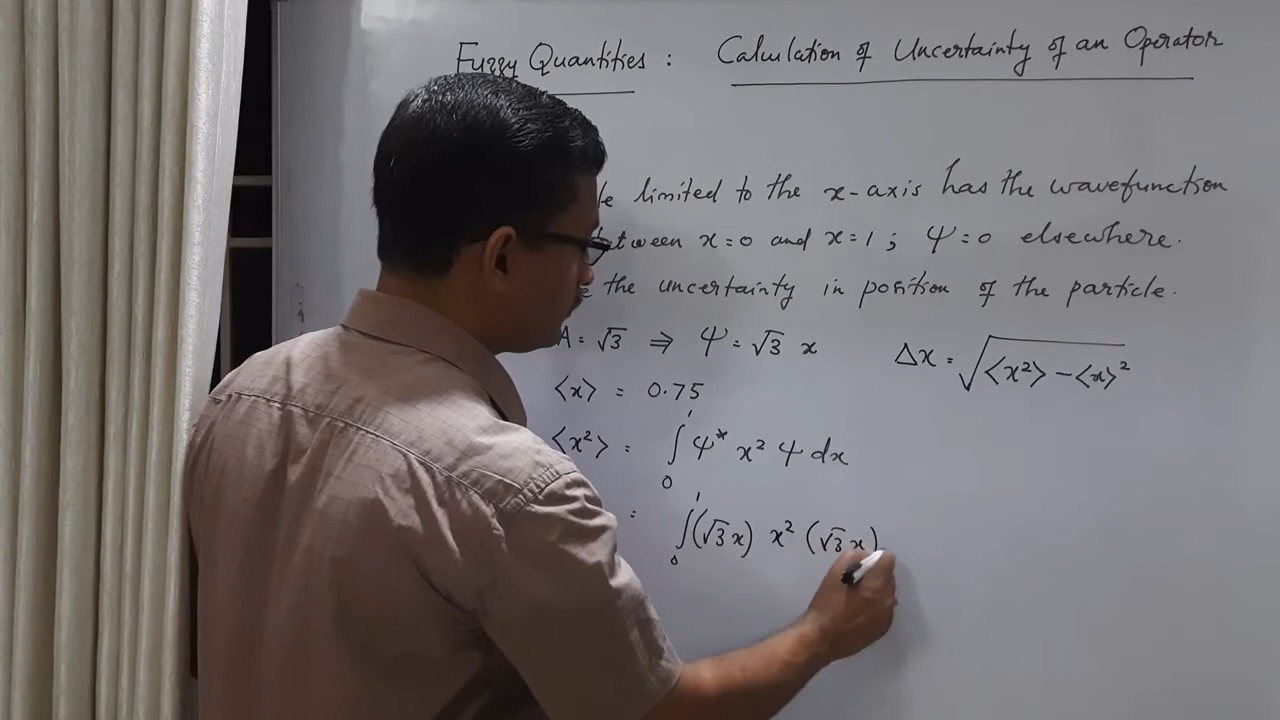 Fuzzy Quantities : Calculation of Uncertainty of an Operator
limited to the x-axis has the wavefunction
x=0 and x=1 ; Ψ=0 elsewhere.
the uncertainty in position of the particle.
A = √3 ⇒ Ψ = √3 x
Δx = √(⟨x²⟩ - ⟨x⟩²)
⟨x⟩ = 0.75
⟨x²⟩ = ∫₀¹ Ψ* x² Ψ dx
= ∫₀¹ (√3 x) x² (√3 x)